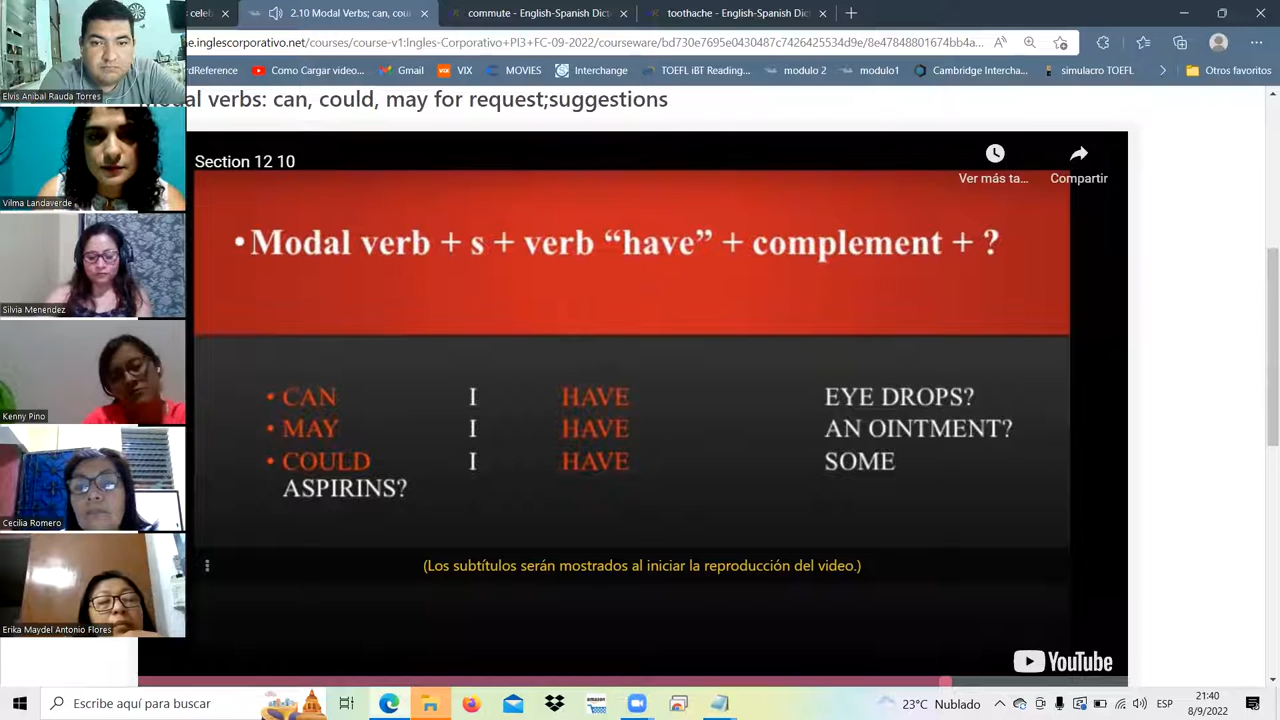 celeb
2.10 Modal Verbs; can, cou
commute - English-Spanish Dict
toothache - English-Spanish Dict
e.inglescorporativo.net/courses/course-v1:Ingles-Corporativo+PI3+FC-09-2022/courseware/bd730e7695e0430487c7426425534d9e/8e47848801674bb4a...
rdReference
Como Cargar video...
Gmail
VIX
MOVIES
Interchange
TOEFL iBT Reading...
modulo 2
modulo1
Cambridge Intercha...
simulacro TOEFL
Otros favoritos
Modal verbs: can, could, may for request;suggestions
Elvis Anibal Rauda Torres
Vilma Landaverde
Silvia Menendez
Kenny Pino
Cecilia Romero
Erika Maydel Antonio Flores
Section 12 10
Ver más ta...
Compartir
• Modal verb + s + verb “have” + complement + ?
• CAN I HAVE EYE DROPS?
• MAY I HAVE AN OINTMENT?
• COULD I HAVE SOME
ASPIRINS?
(Los subtítulos serán mostrados al iniciar la reproducción del video.)
YouTube
Escribe aquí para buscar
amazon
23°C Nublado
ESP
21:40
8/9/2022